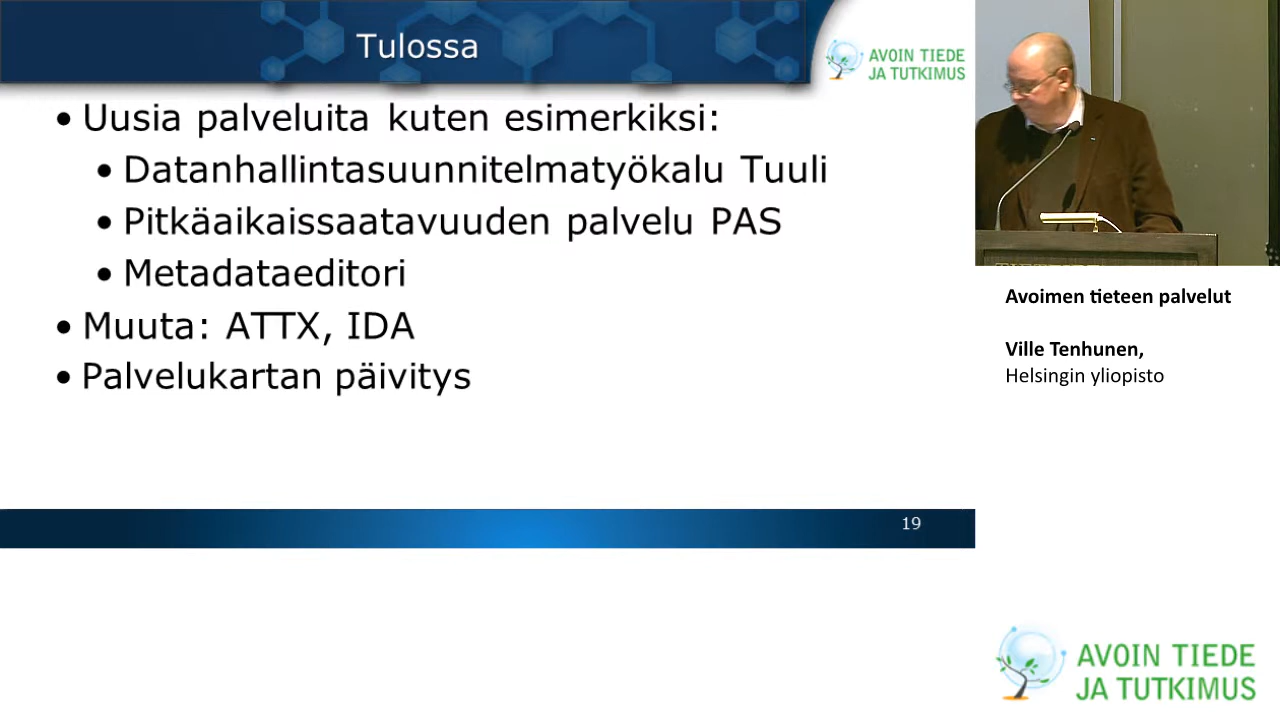 Tulossa
AVOIN TIEDE
JA TUTKIMUS
• Uusia palveluita kuten esimerkiksi:
• Datanhallintasuunnitelmatyökalu Tuuli
• Pitkäaikaissaatavuuden palvelu PAS
• Metadataeditori
• Muuta: ATTX, IDA
• Palvelukartan päivitys
19
Avoimen tieteen palvelut
Ville Tenhunen,
Helsingin yliopisto
AVOIN TIEDE
JA TUTKIMUS